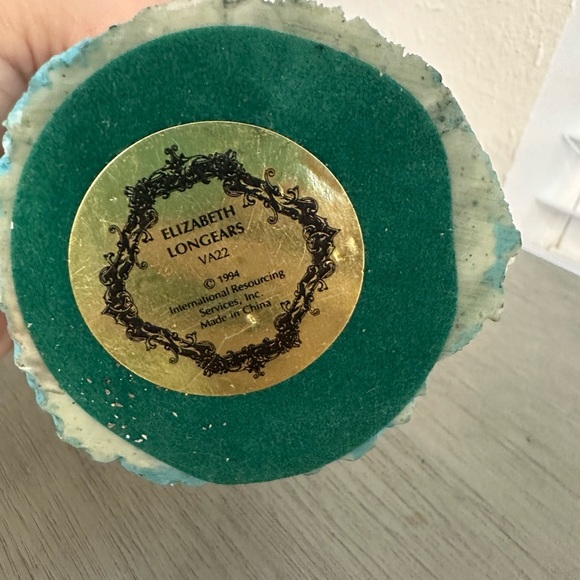 ELIZABETH
LONGEARS
VA22
© 1994
International Resourcing
Services, Inc.
Made in China